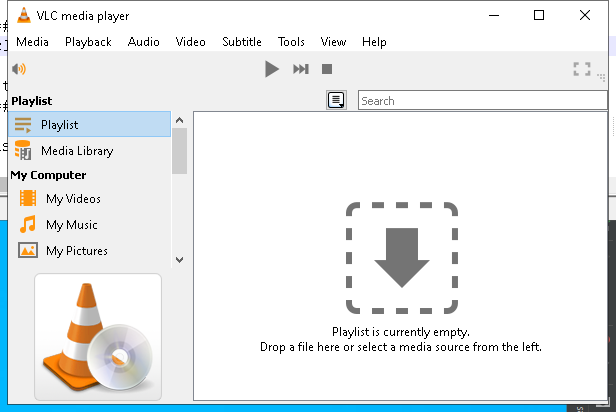 VLC media player
Media Playback Audio Video Subtitle Tools View Help
Playlist
Search
Playlist
Media Library
My Computer
My Videos
My Music
My Pictures
Playlist is currently empty.
Drop a file here or select a media source from the left.